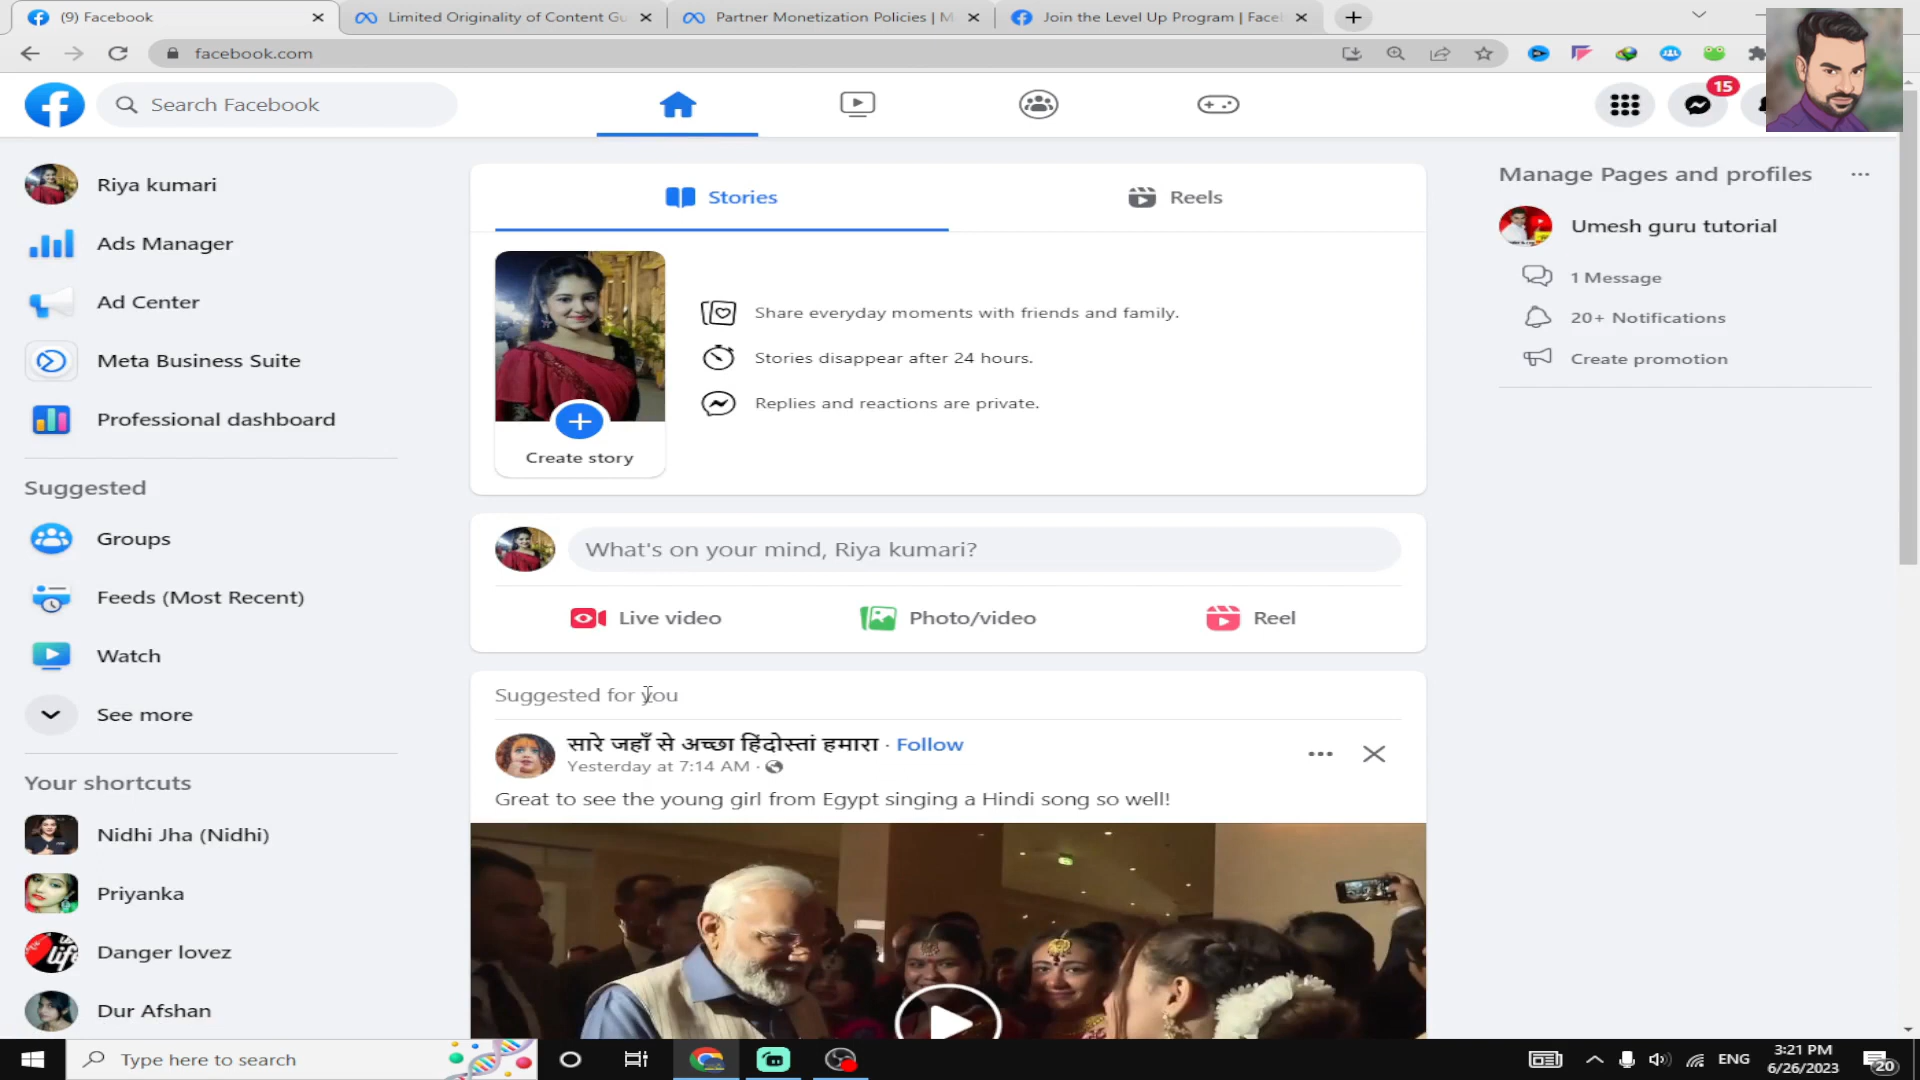 (9) Facebook
Limited Originality of Content Gu
Partner Monetization Policies | M
Join the Level Up Program | Face
facebook.com
Search Facebook
15
Riya kumari
Ads Manager
Ad Center
Meta Business Suite
Professional dashboard
Suggested
Groups
Feeds (Most Recent)
Watch
See more
Your shortcuts
Nidhi Jha (Nidhi)
Priyanka
Danger lovez
Dur Afshan
Stories
Reels
Create story
Share everyday moments with friends and family.
Stories disappear after 24 hours.
Replies and reactions are private.
What's on your mind, Riya kumari?
Live video
Photo/video
Reel
Suggested for you
सारे जहाँ से अच्छा हिंदोस्तां हमारा · Follow
Yesterday at 7:14 AM ·
Great to see the young girl from Egypt singing a Hindi song so well!
Manage Pages and profiles
Umesh guru tutorial
1 Message
20+ Notifications
Create promotion
Type here to search
ENG
3:21 PM
6/26/2023
20